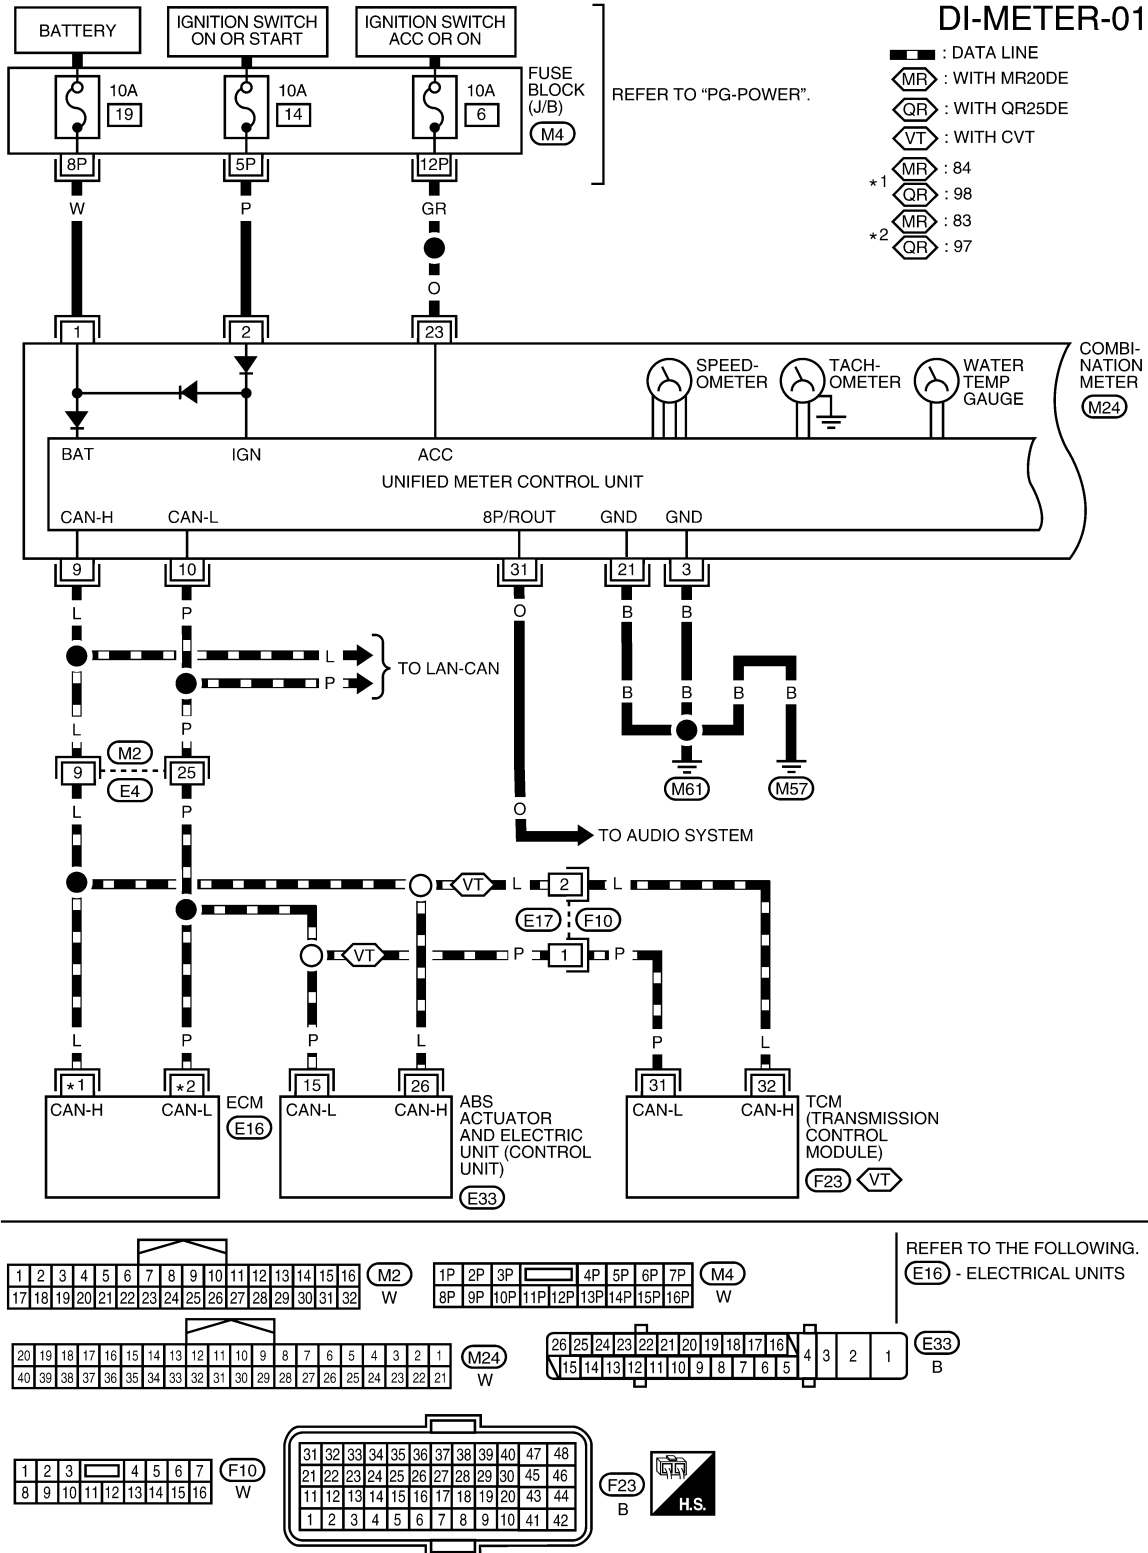 DI-METER-01
BATTERY
IGNITION SWITCH
ON OR START
IGNITION SWITCH
ACC OR ON
: DATA LINE
MR : WITH MR20DE
QR : WITH QR25DE
VT : WITH CVT
*1 MR : 84
QR : 98
*2 MR : 83
QR : 97
10A
19
10A
14
10A
6
FUSE
BLOCK
(J/B)
M4
REFER TO “PG-POWER”.
8P 5P 12P
W P GR
O
1 2 23
SPEED-
OMETER
TACH-
OMETER
WATER
TEMP
GAUGE
COMBI-
NATION
METER
M24
BAT IGN ACC
UNIFIED METER CONTROL UNIT
CAN-H CAN-L 8P/ROUT GND GND
9 10 31 21 3
L P O B B
L
P
TO LAN-CAN
B B B B
L P
9 M2 25
E4
M61 M57
L P O
TO AUDIO SYSTEM
VT L 2 L
E17 F10
VT P 1 P
L P P L P L
*1 *2 15 26 31 32
CAN-H CAN-L
ECM
E16
CAN-L CAN-H
ABS
ACTUATOR
AND ELECTRIC
UNIT (CONTROL
UNIT)
E33
CAN-L CAN-H
TCM
(TRANSMISSION
CONTROL
MODULE)
F23 VT
1 2 3 4 5 6 7 8 9 10 11 12 13 14 15 16
17 18 19 20 21 22 23 24 25 26 27 28 29 30 31 32
M2
W
1P 2P 3P 4P 5P 6P 7P
8P 9P 10P 11P 12P 13P 14P 15P 16P
M4
W
REFER TO THE FOLLOWING.
E16 - ELECTRICAL UNITS
20 19 18 17 16 15 14 13 12 11 10 9 8 7 6 5 4 3 2 1
40 39 38 37 36 35 34 33 32 31 30 29 28 27 26 25 24 23 22 21
M24
W
26 25 24 23 22 21 20 19 18 17 16 4 3 2 1
15 14 13 12 11 10 9 8 7 6 5
E33
B
1 2 3 4 5 6 7
8 9 10 11 12 13 14 15 16
F10
W
31 32 33 34 35 36 37 38 39 40 47 48
21 22 23 24 25 26 27 28 29 30 45 46
11 12 13 14 15 16 17 18 19 20 43 44
1 2 3 4 5 6 7 8 9 10 41 42
F23
B
H.S.